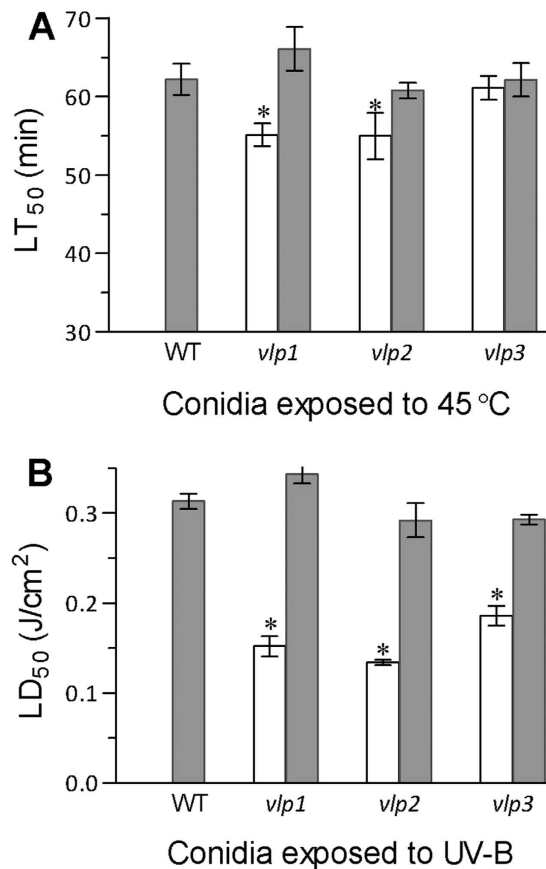 A
LT50 (min)
70
60
50
40
30
*
*
WT vlp1 vlp2 vlp3
Conidia exposed to 45 °C
B
LD50 (J/cm2)
0.3
0.2
0.1
0.0
*
*
*
WT vlp1 vlp2 vlp3
Conidia exposed to UV-B